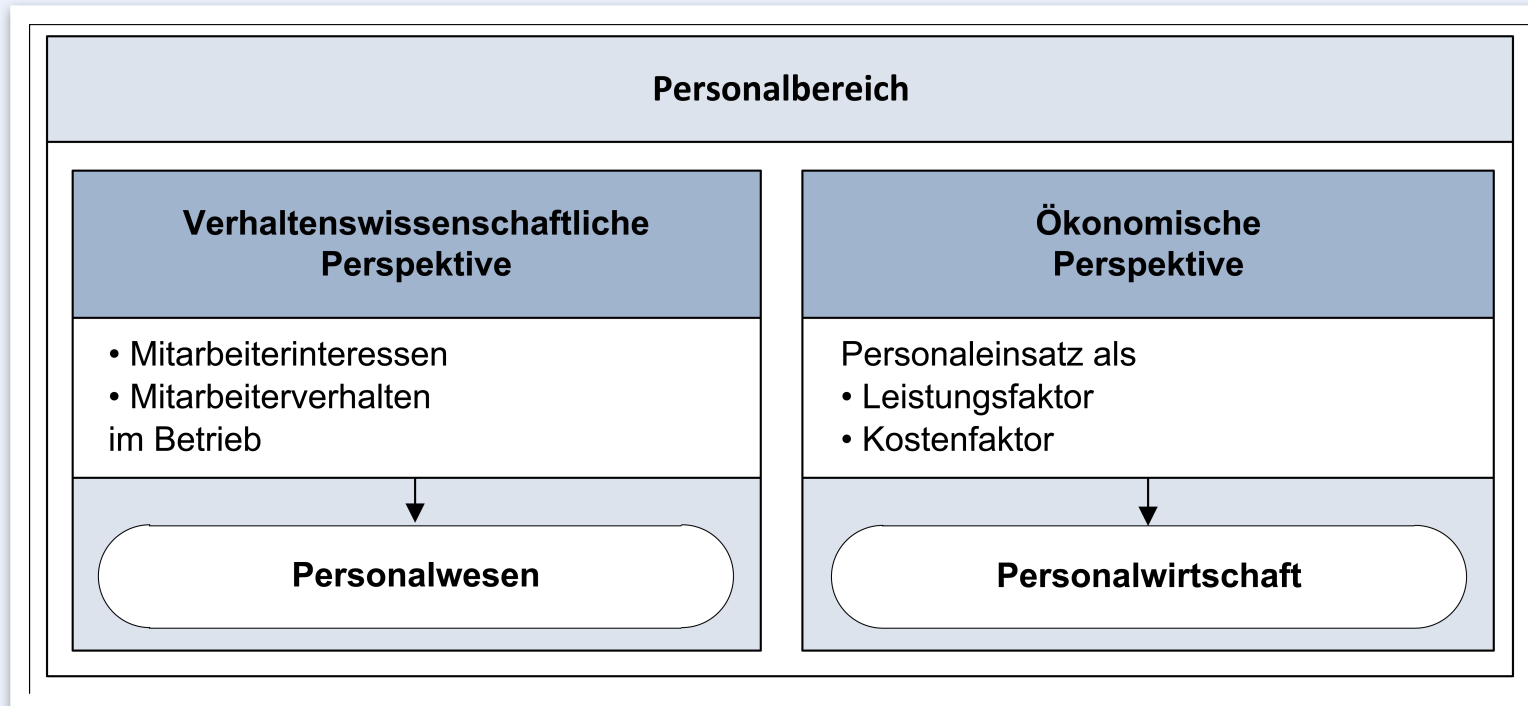 Personalbereich
Verhaltenswissenschaftliche
Perspektive
• Mitarbeiterinteressen
• Mitarbeiterverhalten
im Betrieb
Personalwesen
Ökonomische
Perspektive
Personaleinsatz als
• Leistungsfaktor
• Kostenfaktor
Personalwirtschaft